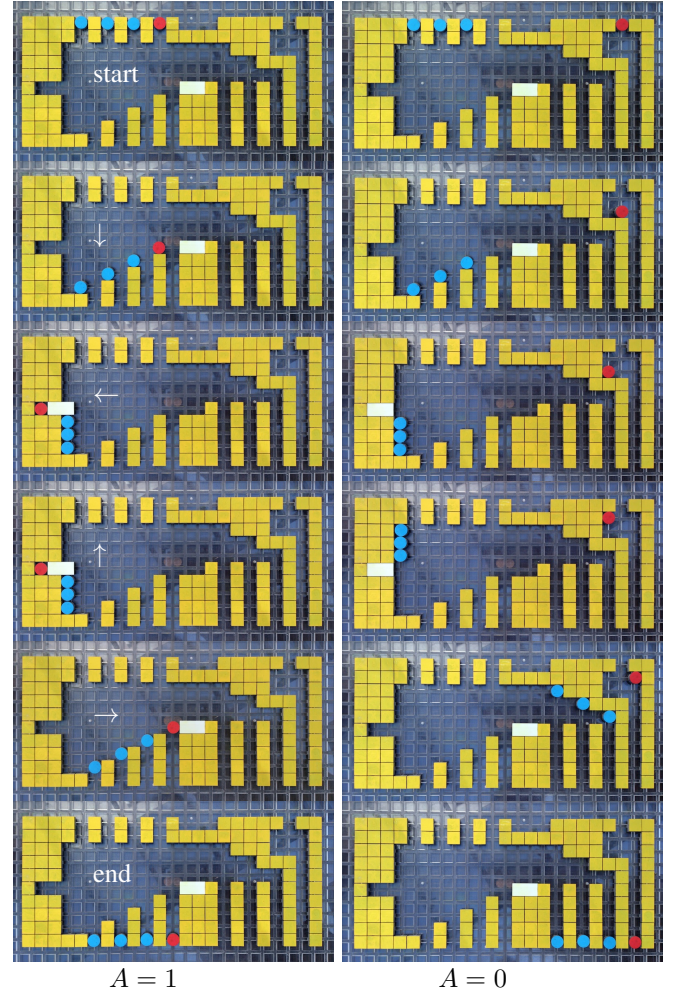 .start
↓
←
↑
→
.end
A = 1
A = 0